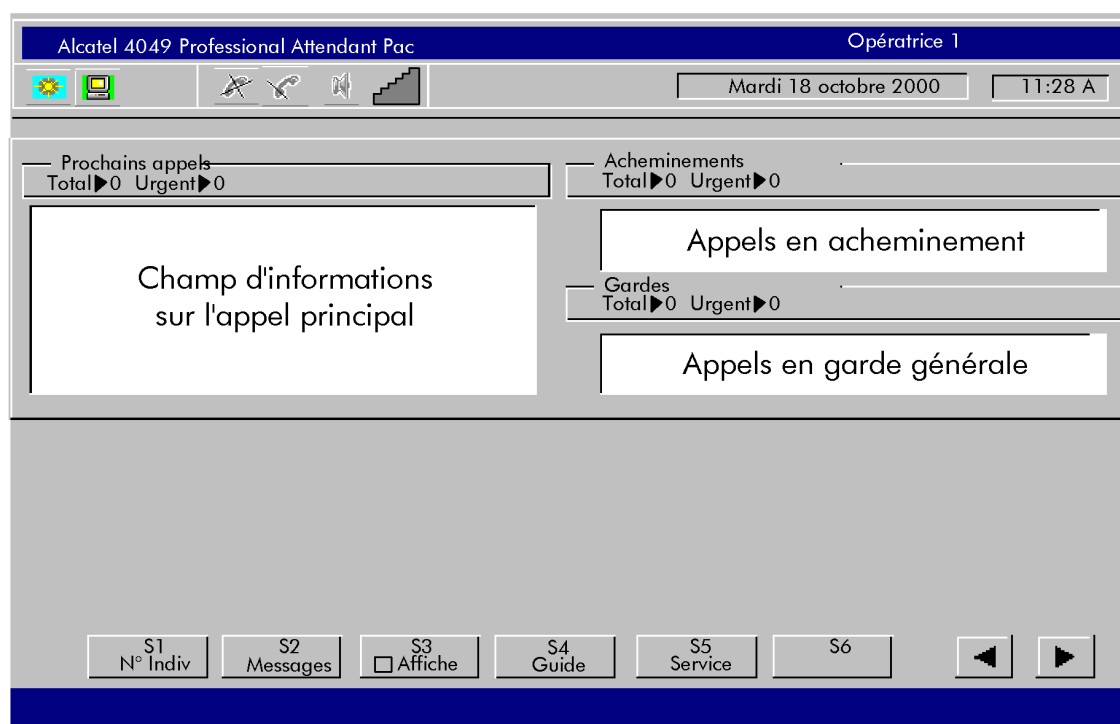 Alcatel 4049 Professional Attendant Pac
Opératrice 1
Mardi 18 octobre 2000
11:28 A
Prochains appels
Total▶0 Urgent▶0
Acheminements
Total▶0 Urgent▶0
Champ d'informations
sur l'appel principal
Appels en acheminement
Gardes
Total▶0 Urgent▶0
Appels en garde générale
S1
N° Indiv
S2
Messages
S3
Affiche
S4
Guide
S5
Service
S6